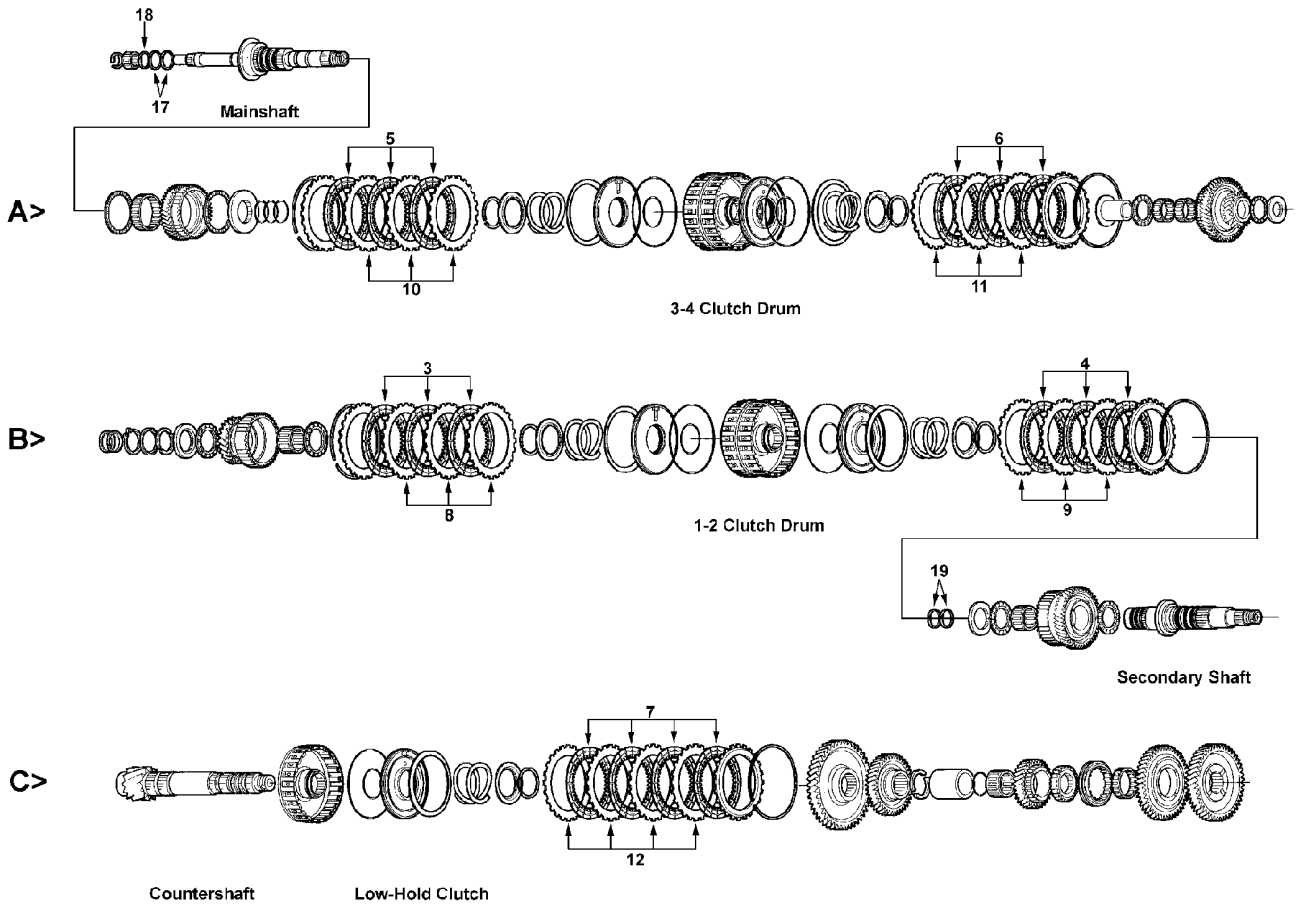 18
17
Mainshaft
5
6
A>
10
11
3-4 Clutch Drum
3
4
B>
8
9
1-2 Clutch Drum
19
Secondary Shaft
7
C>
12
Countershaft
Low-Hold Clutch